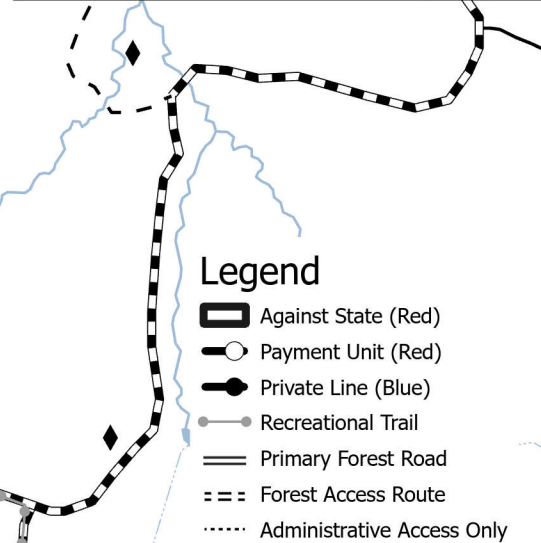 Legend
Against State (Red)
Payment Unit (Red)
Private Line (Blue)
Recreational Trail
Primary Forest Road
Forest Access Route
Administrative Access Only